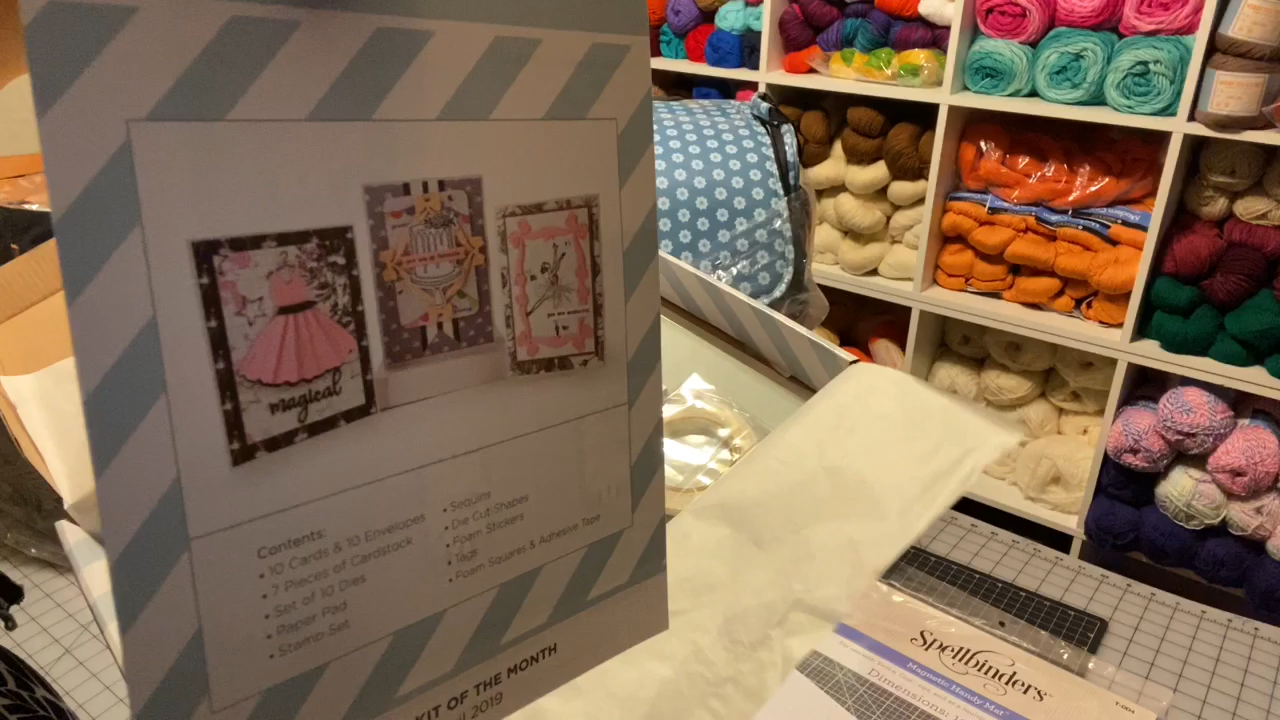 magical
Contents:
• 10 Cards & 10 Envelopes
• 7 Pieces of Cardstock
• Set of 10 Dies
• Paper Pad
• Stamp Set
• Sequins
• Die Cut Shapes
• Foam Stickers
• Tags
• Foam Squares & Adhesive Tape
KIT OF THE MONTH
2019
Spellbinders
Magnetic Handy Mat
Dimensions:
T-004